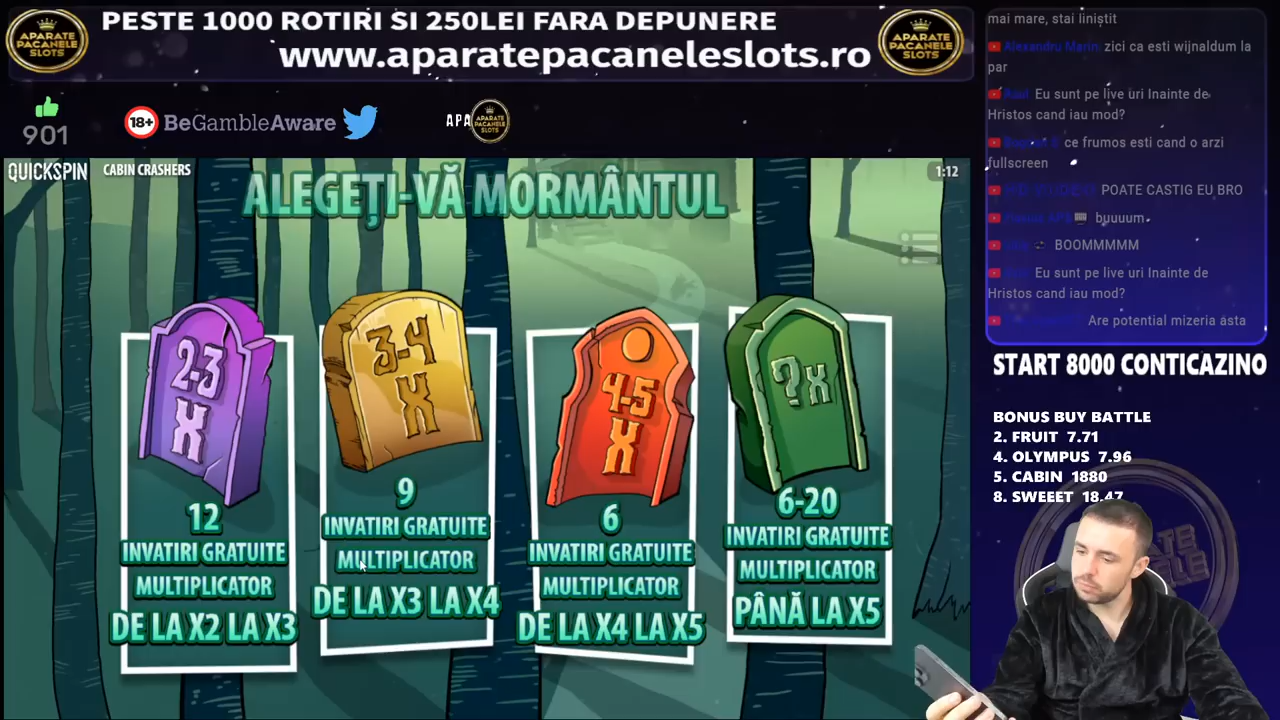 PESTE 1000 ROTIRI SI 250LEI FARA DEPUNERE
www.aparatepacaneleslots.ro
APARATE
PACANELE
SLOTS
APARATE
PACANELE
SLOTS
901
18+ BeGambleAware
APA
APARATE
PACANELE
SLOTS
QUICKSPIN
CABIN CRASHERS
ALEGEȚI-VĂ MORMÂNTUL
1:12
2-3
X
12
INVATIRI GRATUITE
MULTIPLICATOR
DE LA X2 LA X3
3-4
X
9
INVATIRI GRATUITE
MULTIPLICATOR
DE LA X3 LA X4
4-5
X
6
INVATIRI GRATUITE
MULTIPLICATOR
DE LA X4 LA X5
?X
6-20
INVATIRI GRATUITE
MULTIPLICATOR
PÂNĂ LA X5
mai mare, stai liniștit
Alexandru Marin zici ca esti wijnaldum la
par
Eu sunt pe live uri Inainte de
Hristos cand iau mod?
ce frumos esti cand o arzi
fullscreen
POATE CASTIG EU BRO
buuuum
BOOMMMMM
Eu sunt pe live uri Inainte de
Hristos cand iau mod?
Are potential mizeria asta
START 8000 CONTICAZINO
BONUS BUY BATTLE
2. FRUIT 7.71
4. OLYMPUS 7.96
5. CABIN 1880
8. SWEEET 18.47